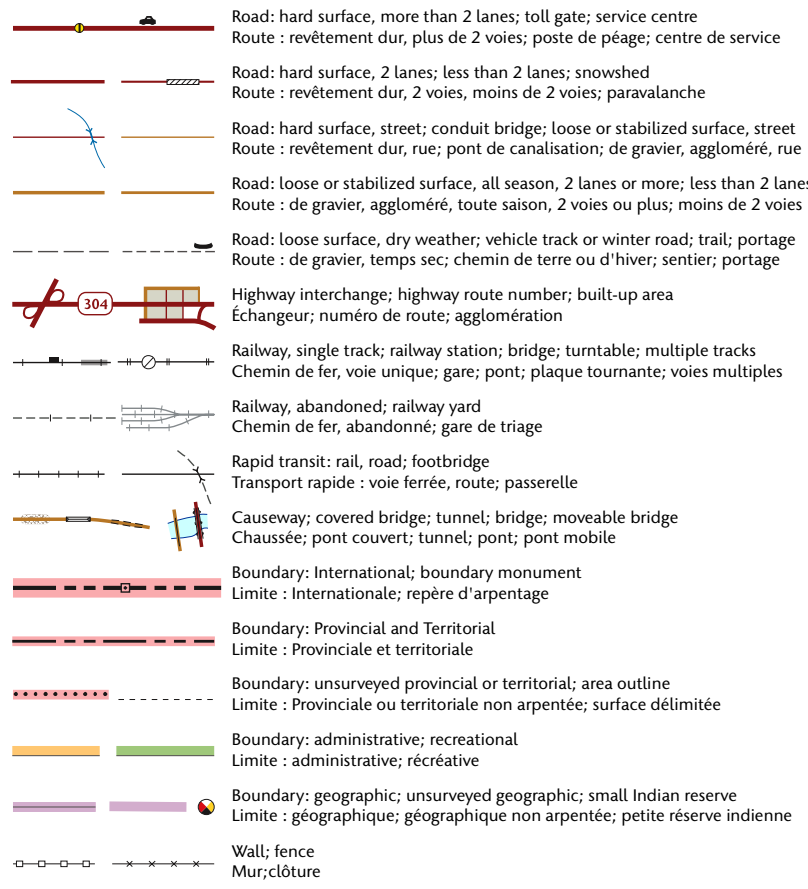 Road: hard surface, more than 2 lanes; toll gate; service centre
Route : revêtement dur, plus de 2 voies; poste de péage; centre de service
Road: hard surface, 2 lanes; less than 2 lanes; snowshed
Route : revêtement dur, 2 voies, moins de 2 voies; paravalanche
Road: hard surface, street; conduit bridge; loose or stabilized surface, street
Route : revêtement dur, rue; pont de canalisation; de gravier, aggloméré, rue
Road: loose or stabilized surface, all season, 2 lanes or more; less than 2 lanes
Route : de gravier, aggloméré, toute saison, 2 voies ou plus; moins de 2 voies
Road: loose surface, dry weather; vehicle track or winter road; trail; portage
Route : de gravier, temps sec; chemin de terre ou d'hiver; sentier; portage
304
Highway interchange; highway route number; built-up area
Échangeur; numéro de route; agglomération
Railway, single track; railway station; bridge; turntable; multiple tracks
Chemin de fer, voie unique; gare; pont; plaque tournante; voies multiples
Railway, abandoned; railway yard
Chemin de fer, abandonné; gare de triage
Rapid transit: rail, road; footbridge
Transport rapide : voie ferrée, route; passerelle
Causeway; covered bridge; tunnel; bridge; moveable bridge
Chaussée; pont couvert; tunnel; pont; pont mobile
Boundary: International; boundary monument
Limite : Internationale; repère d'arpentage
Boundary: Provincial and Territorial
Limite : Provinciale et territoriale
Boundary: unsurveyed provincial or territorial; area outline
Limite : Provinciale ou territoriale non arpentée; surface délimitée
Boundary: administrative; recreational
Limite : administrative; récréative
Boundary: geographic; unsurveyed geographic; small Indian reserve
Limite : géographique; géographique non arpentée; petite réserve indienne
Wall; fence
Mur;clôture